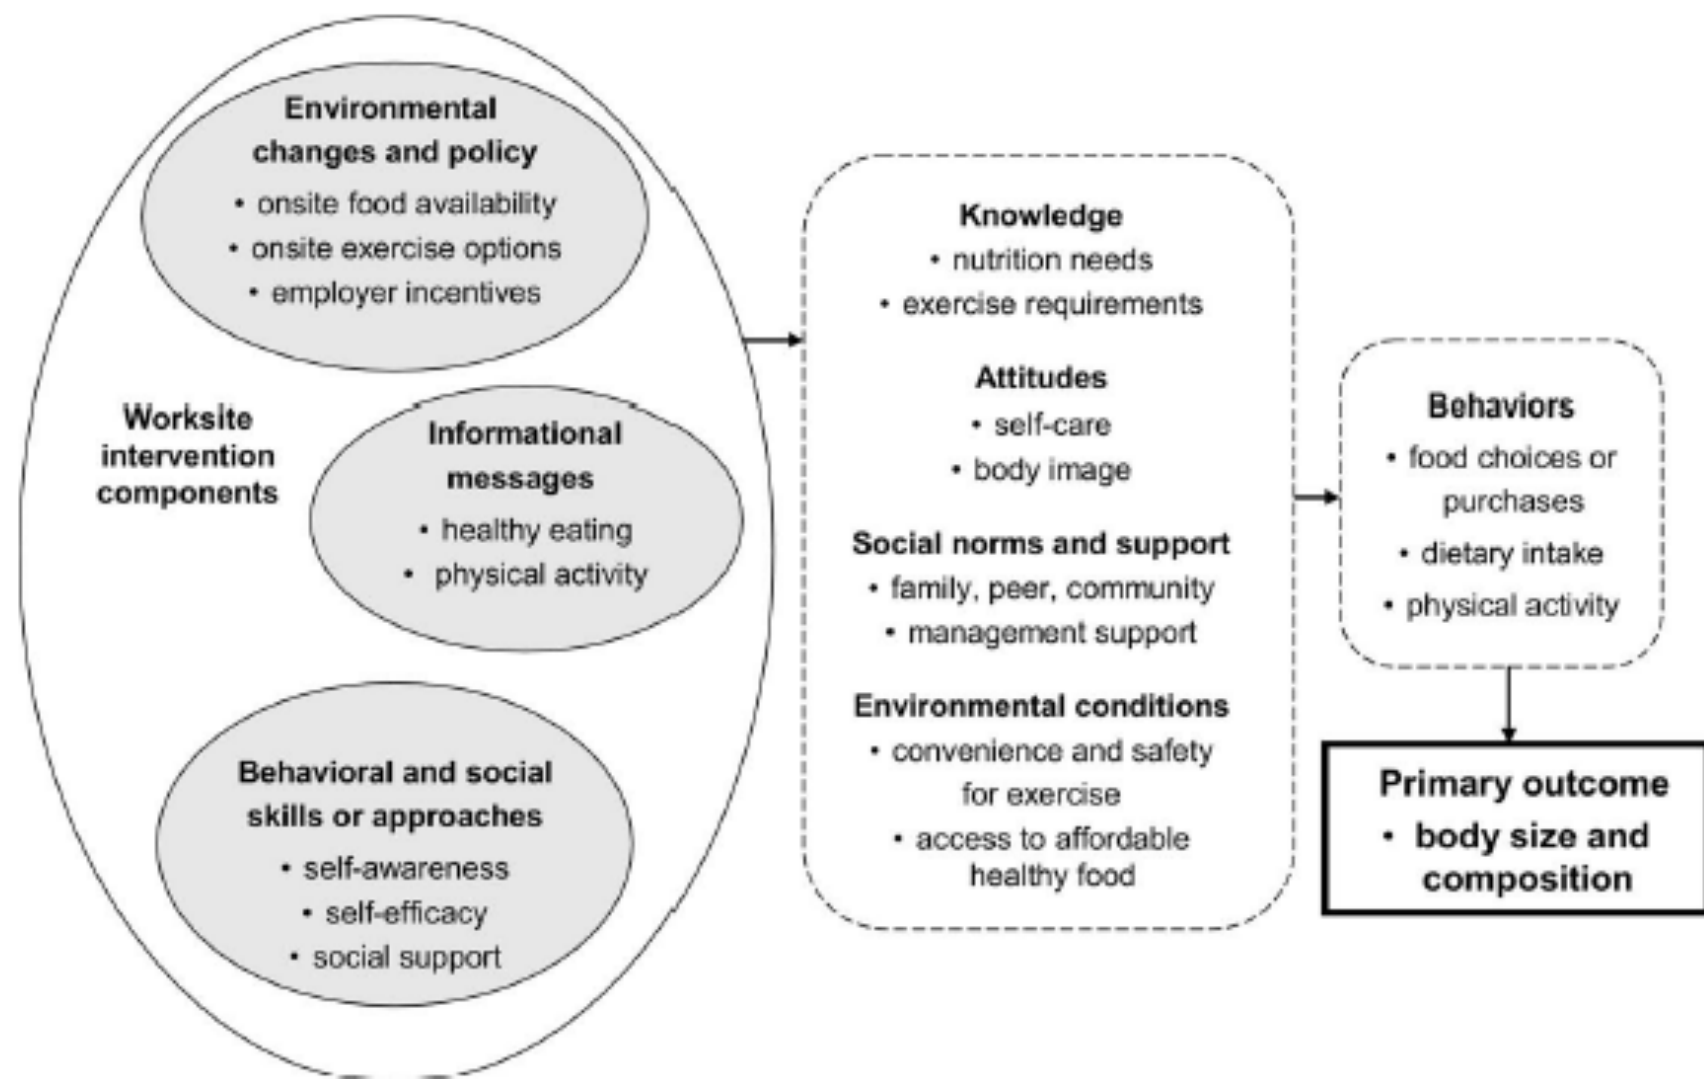 Environmental
changes and policy
• onsite food availability
• onsite exercise options
• employer incentives
Worksite
intervention
components
Informational
messages
• healthy eating
• physical activity
Behavioral and social
skills or approaches
• self-awareness
• self-efficacy
• social support
Knowledge
• nutrition needs
• exercise requirements
Attitudes
• self-care
• body image
Social norms and support
• family, peer, community
• management support
Environmental conditions
• convenience and safety
for exercise
• access to affordable
healthy food
Behaviors
• food choices or
purchases
• dietary intake
• physical activity
Primary outcome
• body size and
composition